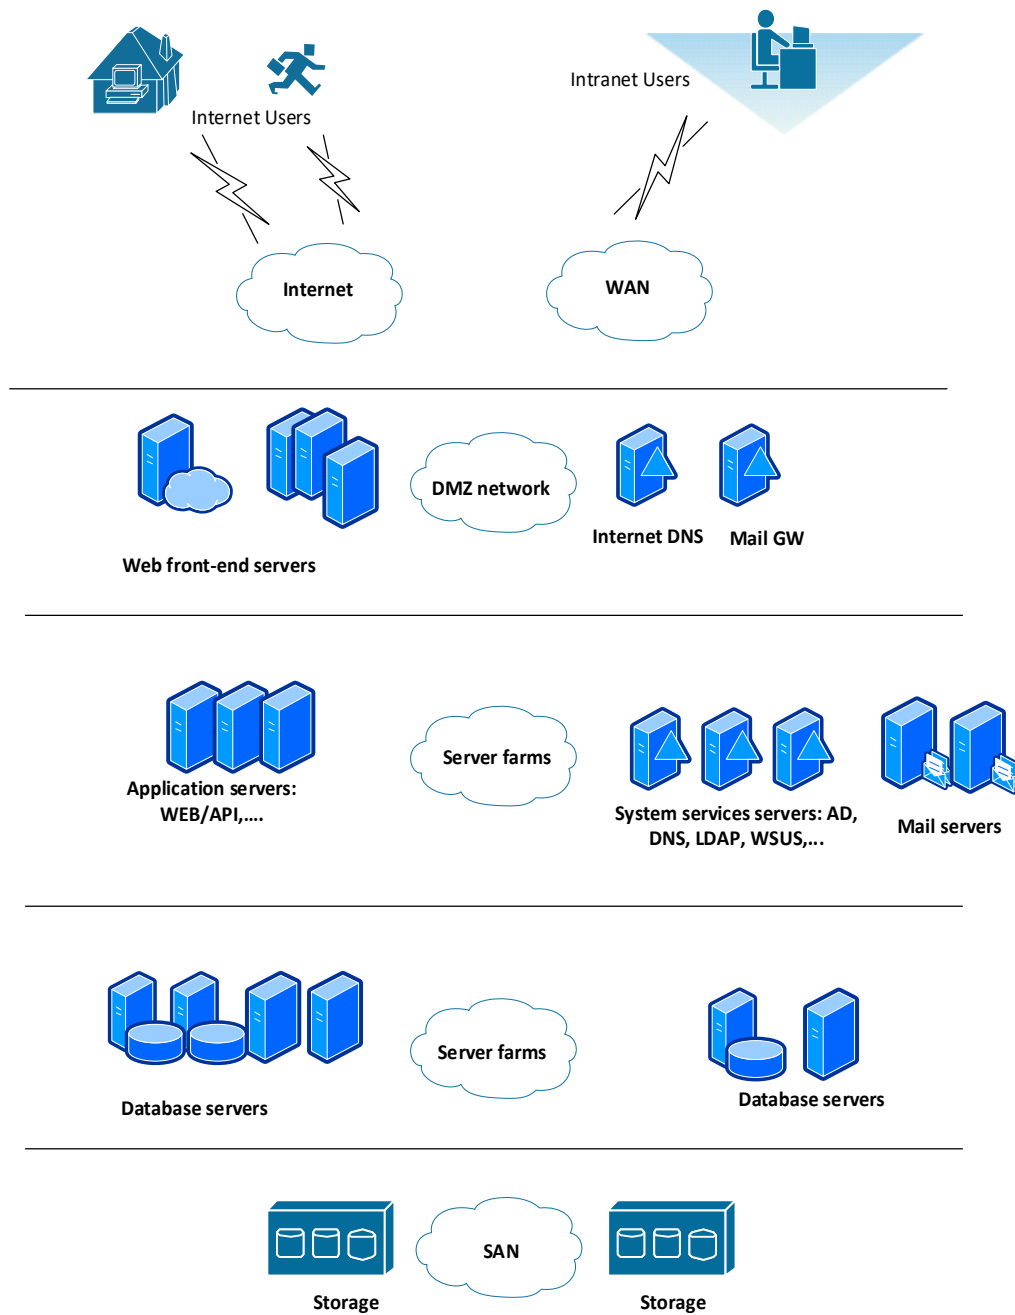 Internet Users
Intranet Users
Internet
WAN
DMZ network
Internet DNS
Mail GW
Web front-end servers
Server farms
Application servers:
WEB/API,....
System services servers: AD,
DNS, LDAP, WSUS,...
Mail servers
Server farms
Database servers
Database servers
SAN
Storage
Storage